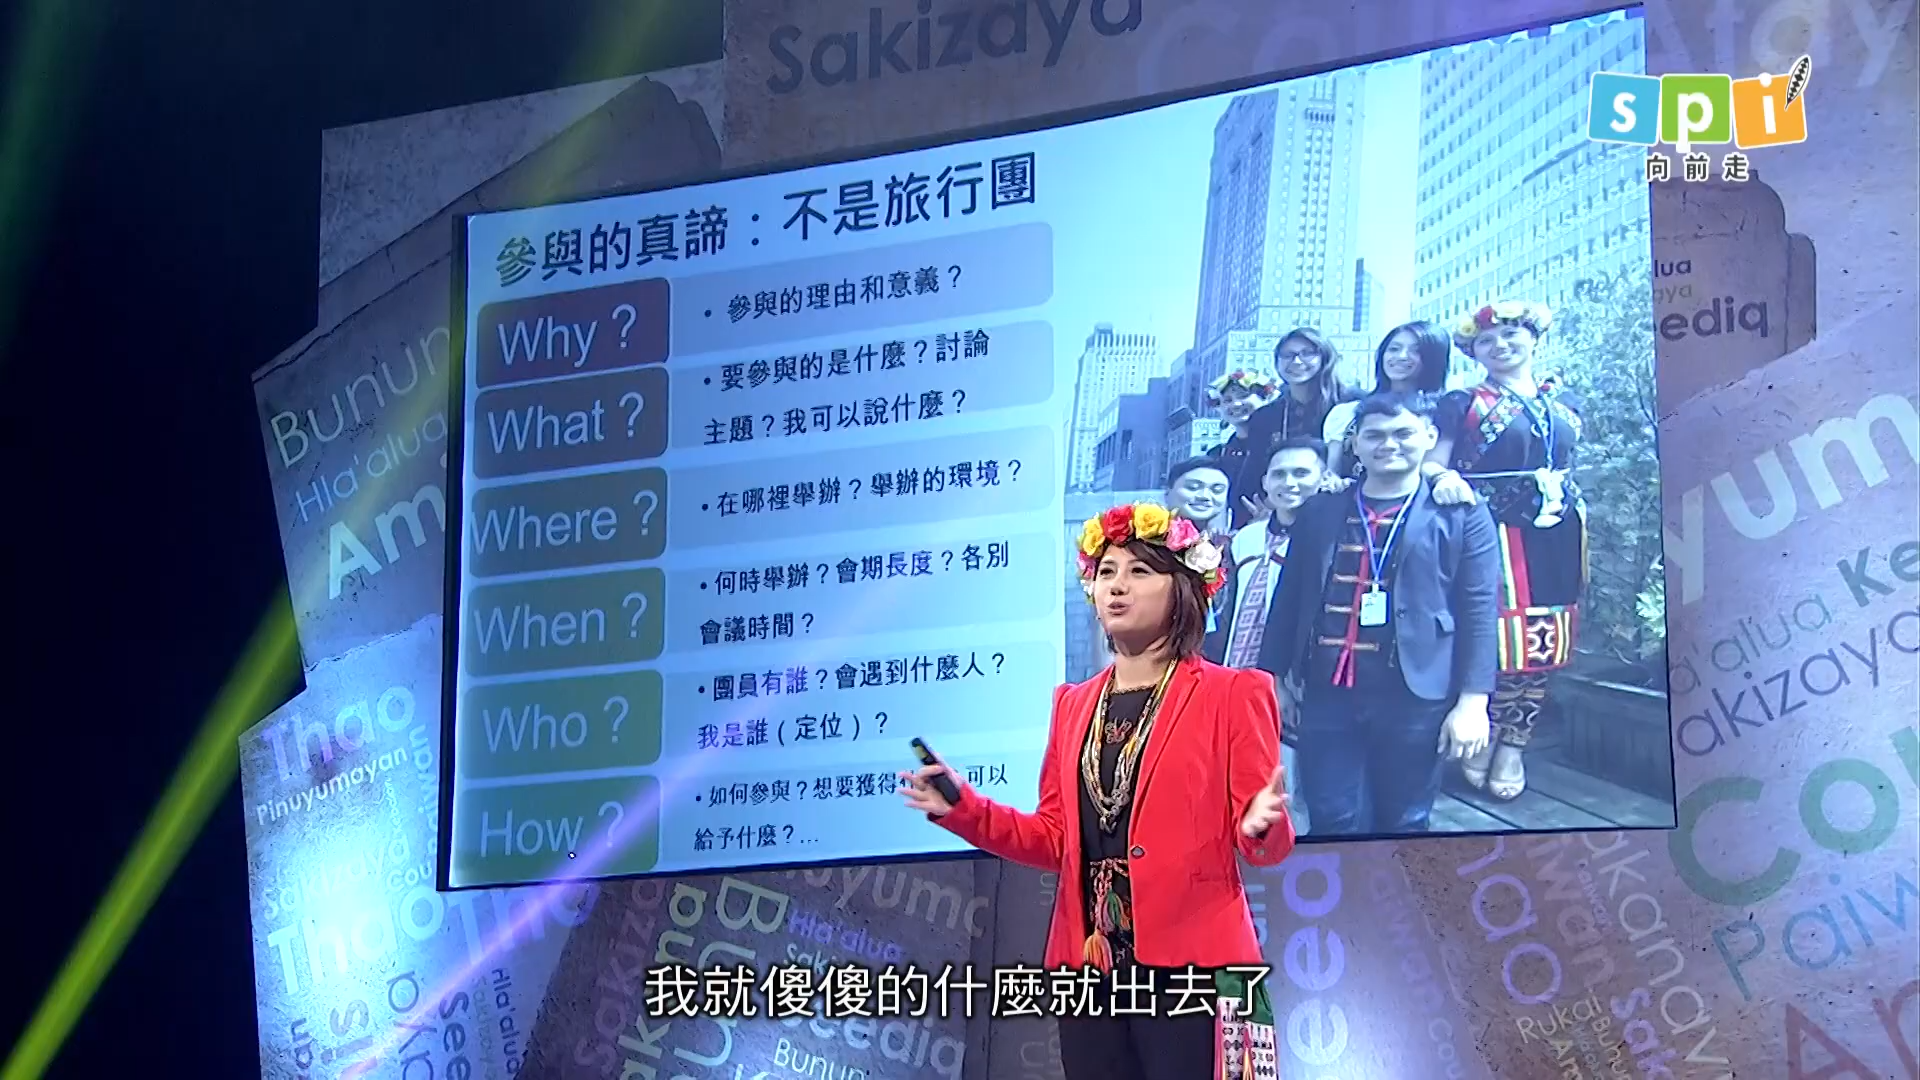 Sakizaya
spi
向前走
參與的真諦：不是旅行團
Why？
• 參與的理由和意義？
What？
• 要參與的是什麼？討論
主題？我可以說什麼？
Where？
• 在哪裡舉辦？舉辦的環境？
When？
• 何時舉辦？會期長度？各別
會議時間？
Who？
• 團員有誰？會遇到什麼人？
我是誰（定位）？
How？
• 如何參與？想要獲得
可以
給予什麼？...
Bunun
Hla'alua
Thao
Pinuyumayan
Sakizaya
Thao
Hla'alua
Bunun
Rukai
Paiw
eediq
我就傻傻的什麼就出去了